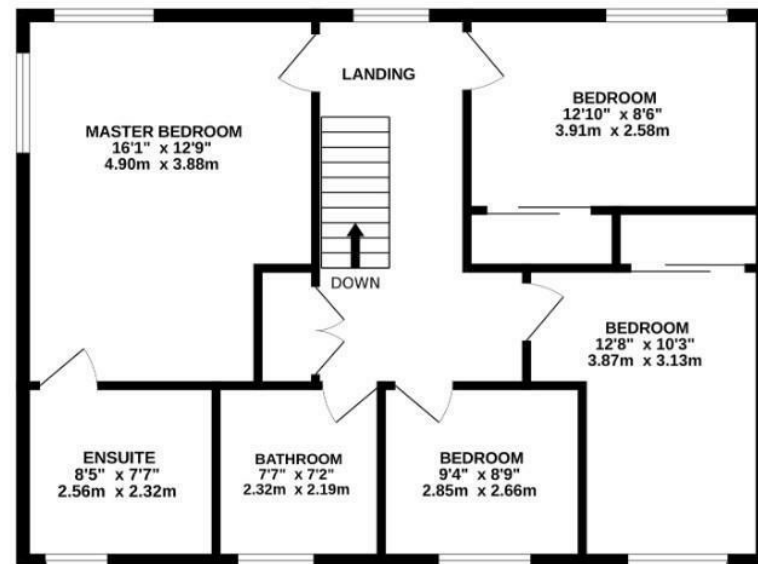 LANDING
MASTER BEDROOM
16'1" x 12'9"
4.90m x 3.88m
BEDROOM
12'10" x 8'6"
3.91m x 2.58m
DOWN
BEDROOM
12'8" x 10'3"
3.87m x 3.13m
ENSUITE
8'5" x 7'7"
2.56m x 2.32m
BATHROOM
7'7" x 7'2"
2.32m x 2.19m
BEDROOM
9'4" x 8'9"
2.85m x 2.66m